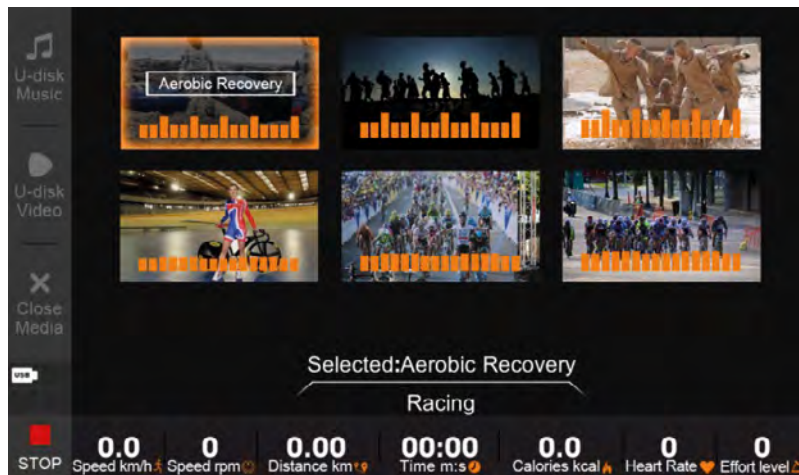 U-disk
Music
Aerobic Recovery
U-disk
Video
Close
Media
USB
Selected:Aerobic Recovery
Racing
STOP
0.0 0 0.00 00:00 0.0 0 0
Speed km/h Speed rpm Distance km Time m:s Calories kcal Heart Rate Effort level